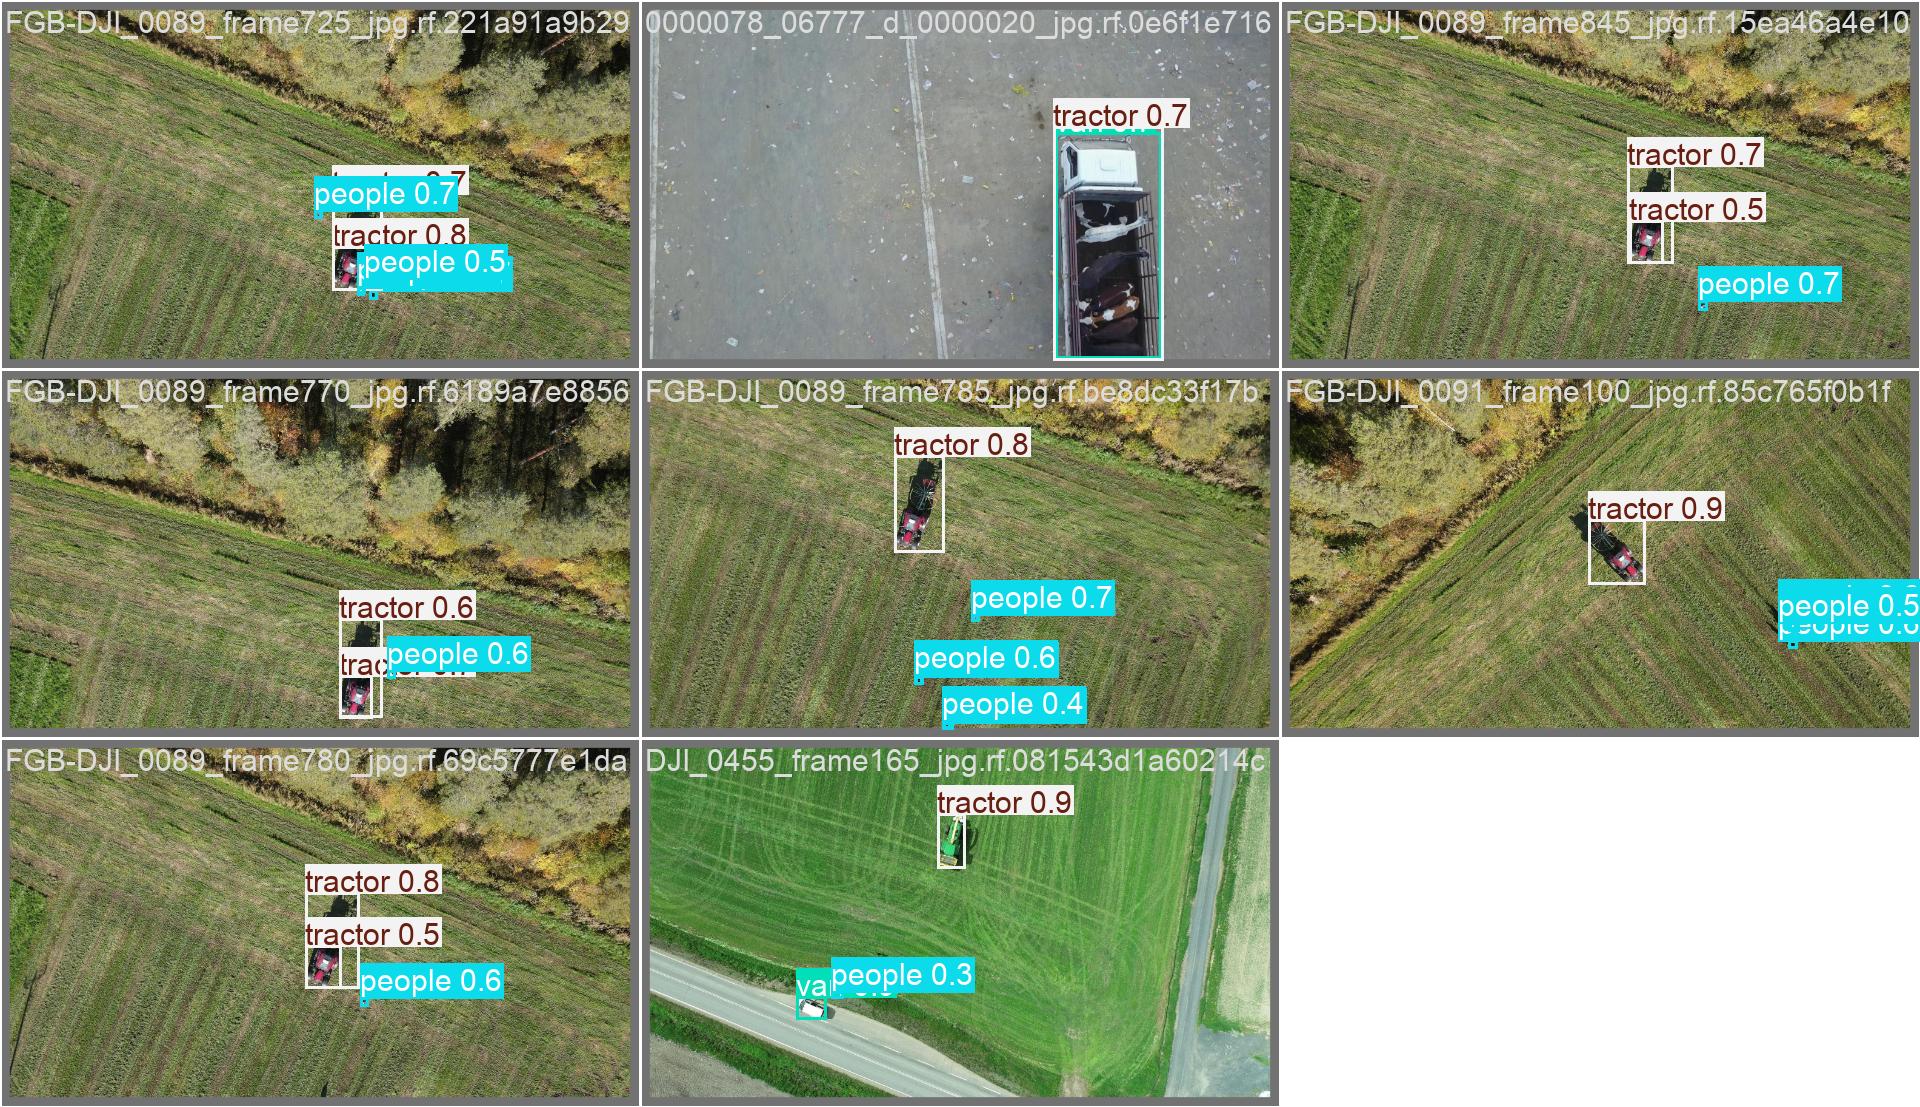 FGB-DJI_0089_frame725_jpg.rf.221a91a9b29
tractor 0.7
people 0.7
tractor 0.8
people 0.5
0000078_06777_d_0000020_jpg.rf.0e6f1e716
tractor 0.7
FGB-DJI_0089_frame845_jpg.rf.15ea46a4e10
tractor 0.7
tractor 0.5
people 0.7
FGB-DJI_0089_frame770_jpg.rf.6189a7e8856
tractor 0.6
people 0.6
FGB-DJI_0089_frame785_jpg.rf.be8dc33f17b
tractor 0.8
people 0.7
people 0.6
people 0.4
FGB-DJI_0091_frame100_jpg.rf.85c765f0b1f
tractor 0.9
people 0.5
FGB-DJI_0089_frame780_jpg.rf.69c5777e1da
tractor 0.8
tractor 0.5
people 0.6
DJI_0455_frame165_jpg.rf.081543d1a60214c
tractor 0.9
people 0.3